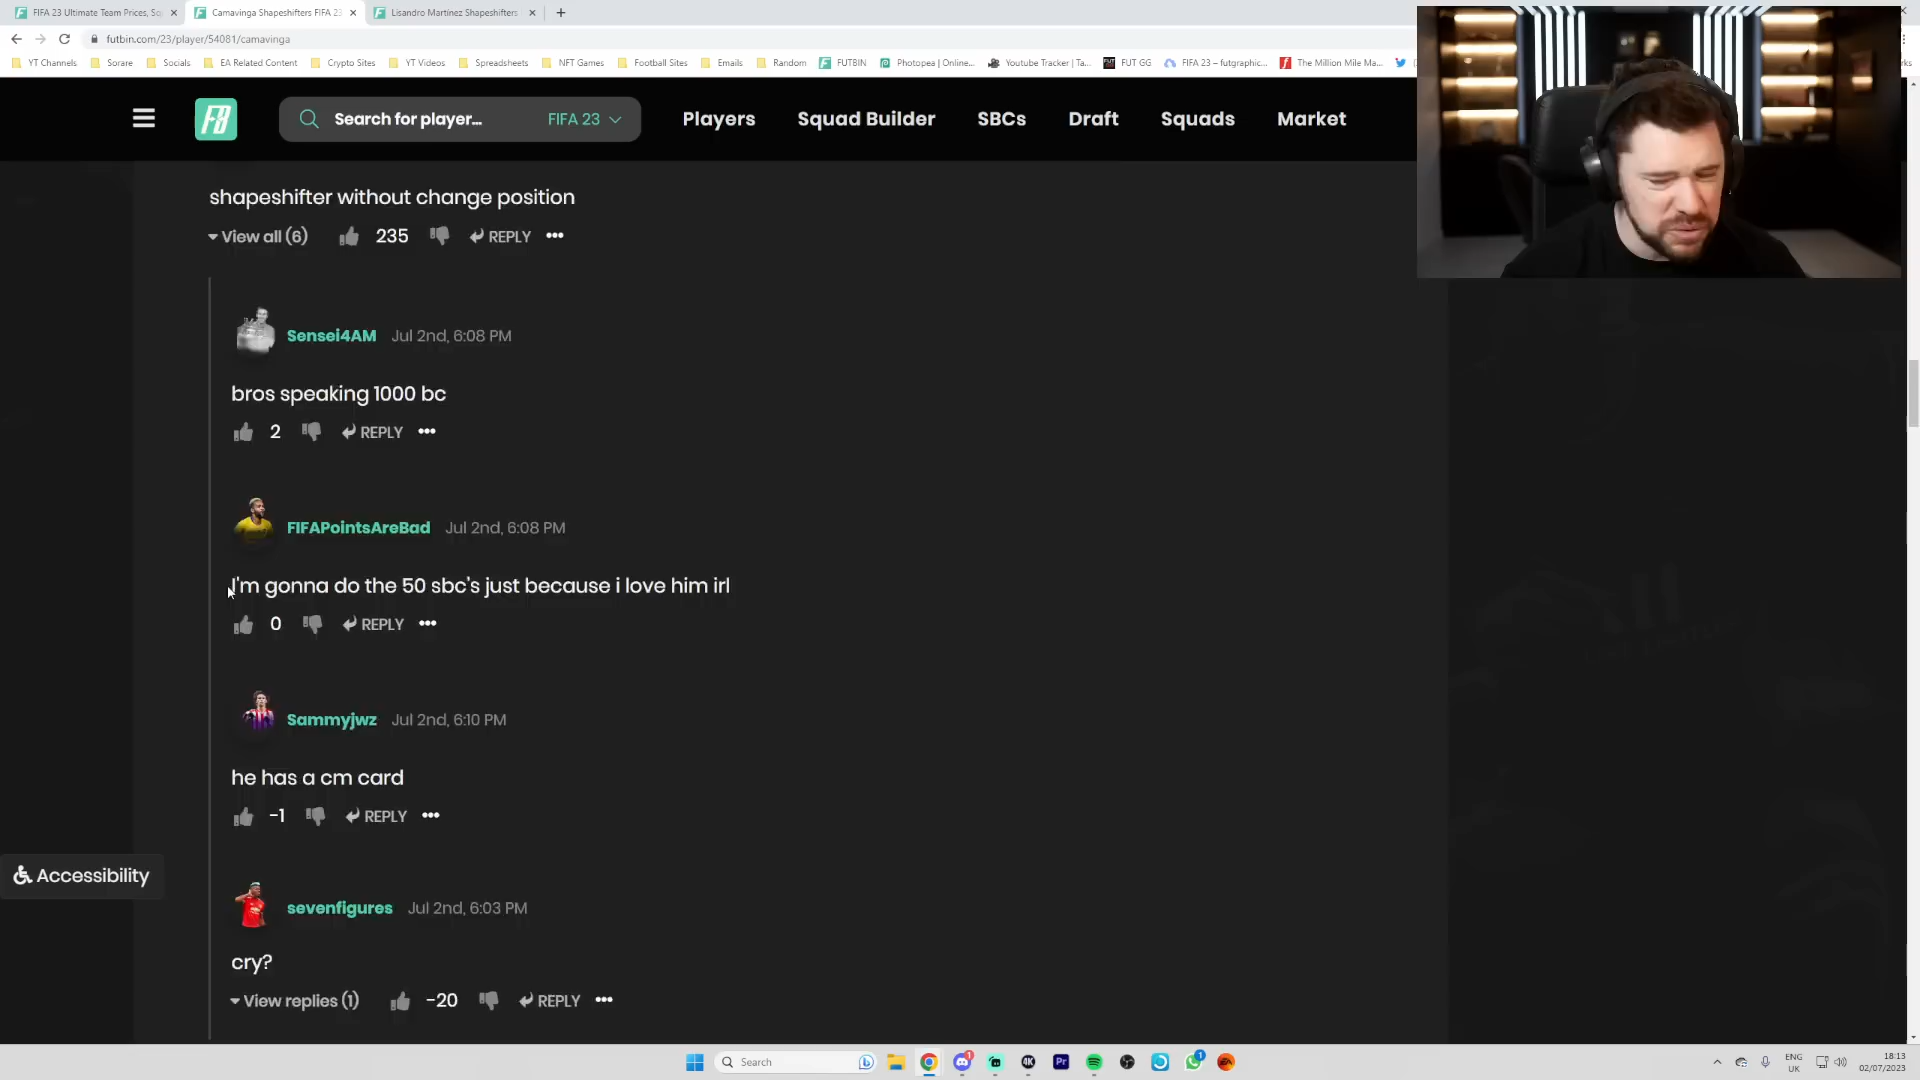 FIFA 23 Ultimate Team Prices, Sq
Camavinga Shapeshifters FIFA 23
Lisandro Martínez Shapeshifters
futbin.com/23/player/54081/camavinga
YT Channels
Sorare
Socials
EA Related Content
Crypto Sites
YT Videos
Spreadsheets
NFT Games
Football Sites
Emails
Random
FUTBIN
Photopea | Online...
Youtube Tracker | Ta...
FUT GG
FIFA 23 – futgraphic...
The Million Mile Ma...
Search for player...
FIFA 23
Players
Squad Builder
SBCs
Draft
Squads
Market
shapeshifter without change position
View all (6) 235 REPLY
Sensei4AM Jul 2nd, 6:08 PM
bros speaking 1000 bc
2 REPLY
FIFAPointsAreBad Jul 2nd, 6:08 PM
I'm gonna do the 50 sbc's just because i love him irl
0 REPLY
Sammyjwz Jul 2nd, 6:10 PM
he has a cm card
-1 REPLY
Accessibility
sevenfigures Jul 2nd, 6:03 PM
cry?
View replies (1) -20 REPLY
Search
ENG
UK
18:13
02/07/2023